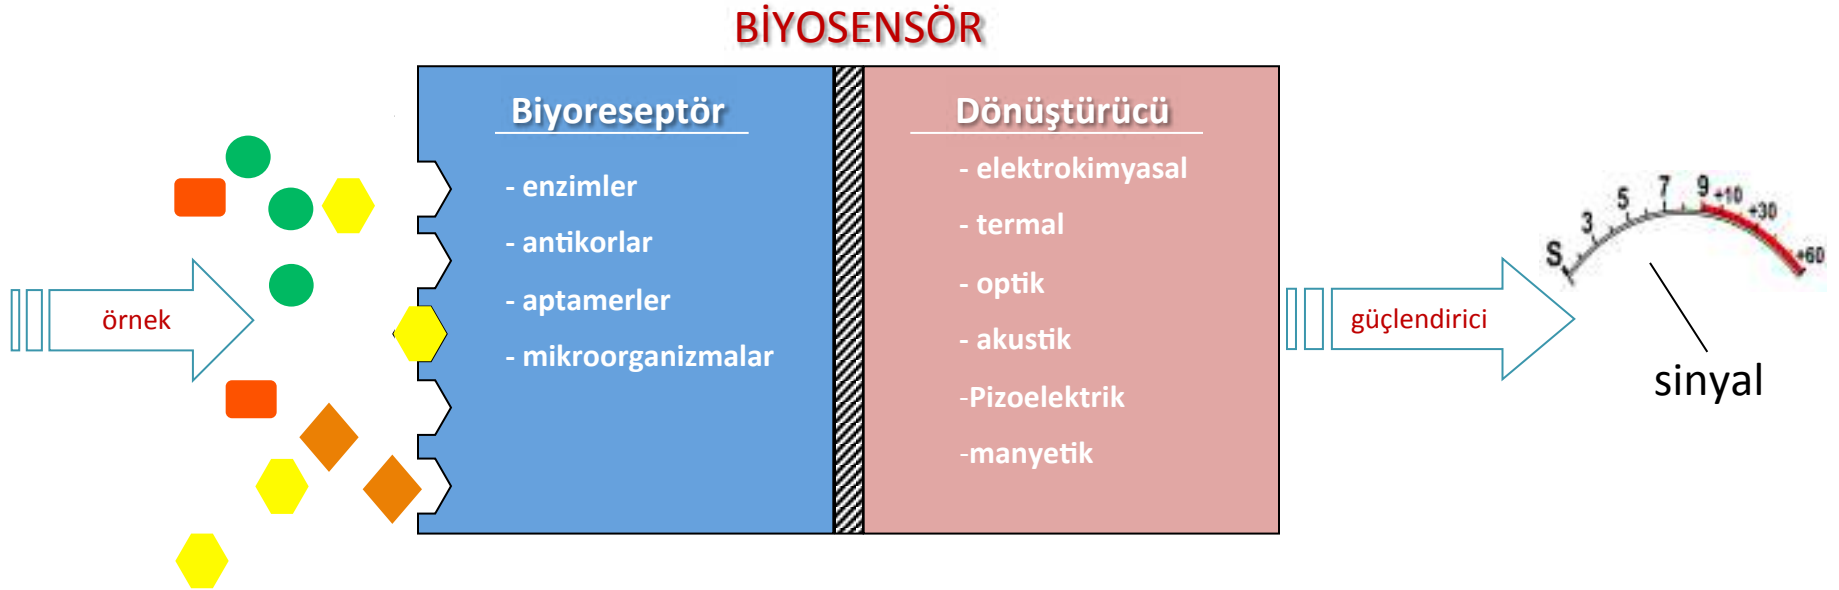 BİYOSENSÖR
Biyoreseptör
- enzimler
- antikorlar
- aptamerler
- mikroorganizmalar
Dönüştürücü
- elektrokimyasal
- termal
- optik
- akustik
-Pizoelektrik
-manyetik
örnek
güçlendirici
S 3 5 7 9 +10 +30 +60
sinyal